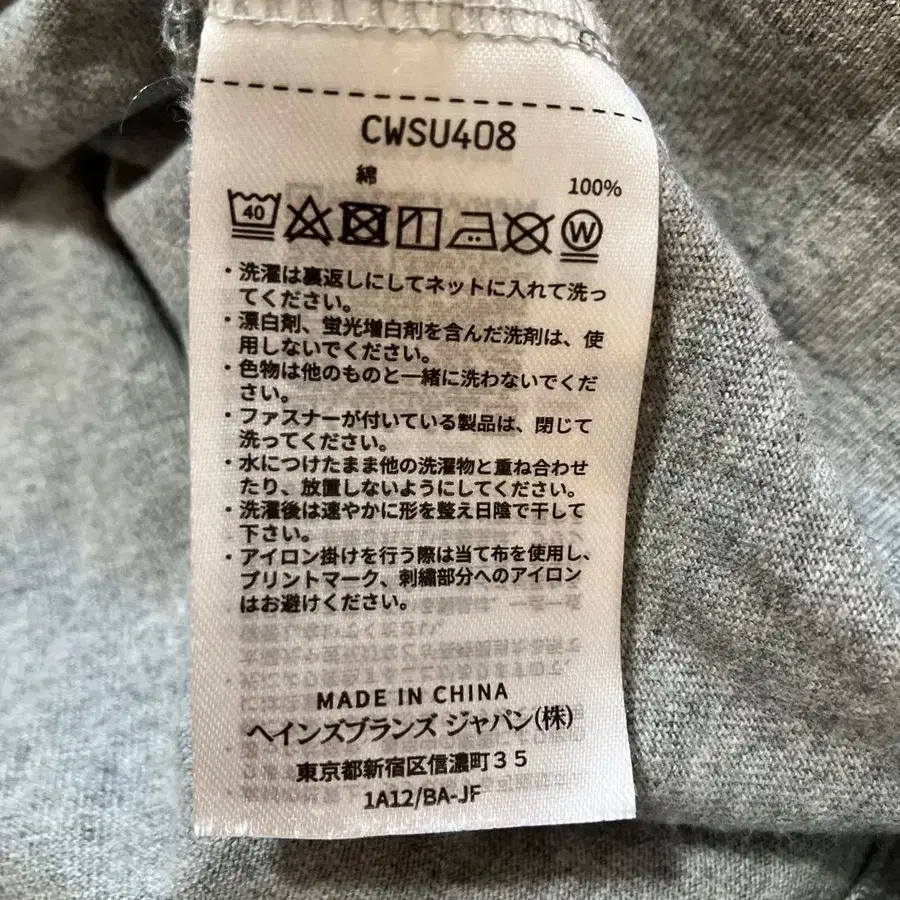 CWSU408
綿 100%
40 W
・洗濯は裏返しにしてネットに入れて洗っ
てください。
・漂白剤、蛍光増白剤を含んだ洗剤は、使
用しないでください。
・色物は他のものと一緒に洗わないでくだ
さい。
・ファスナーが付いている製品は、閉じて
洗ってください。
・水につけたまま他の洗濯物と重ね合わせ
たり、放置しないようにしてください。
・洗濯後は速やかに形を整え日陰で干して
下さい。
・アイロン掛けを行う際は当て布を使用し、
プリントマーク、刺繍部分へのアイロン
はお避けください。
MADE IN CHINA
ヘインズブランズ ジャパン(株)
東京都新宿区信濃町３５
1A12/BA-JF